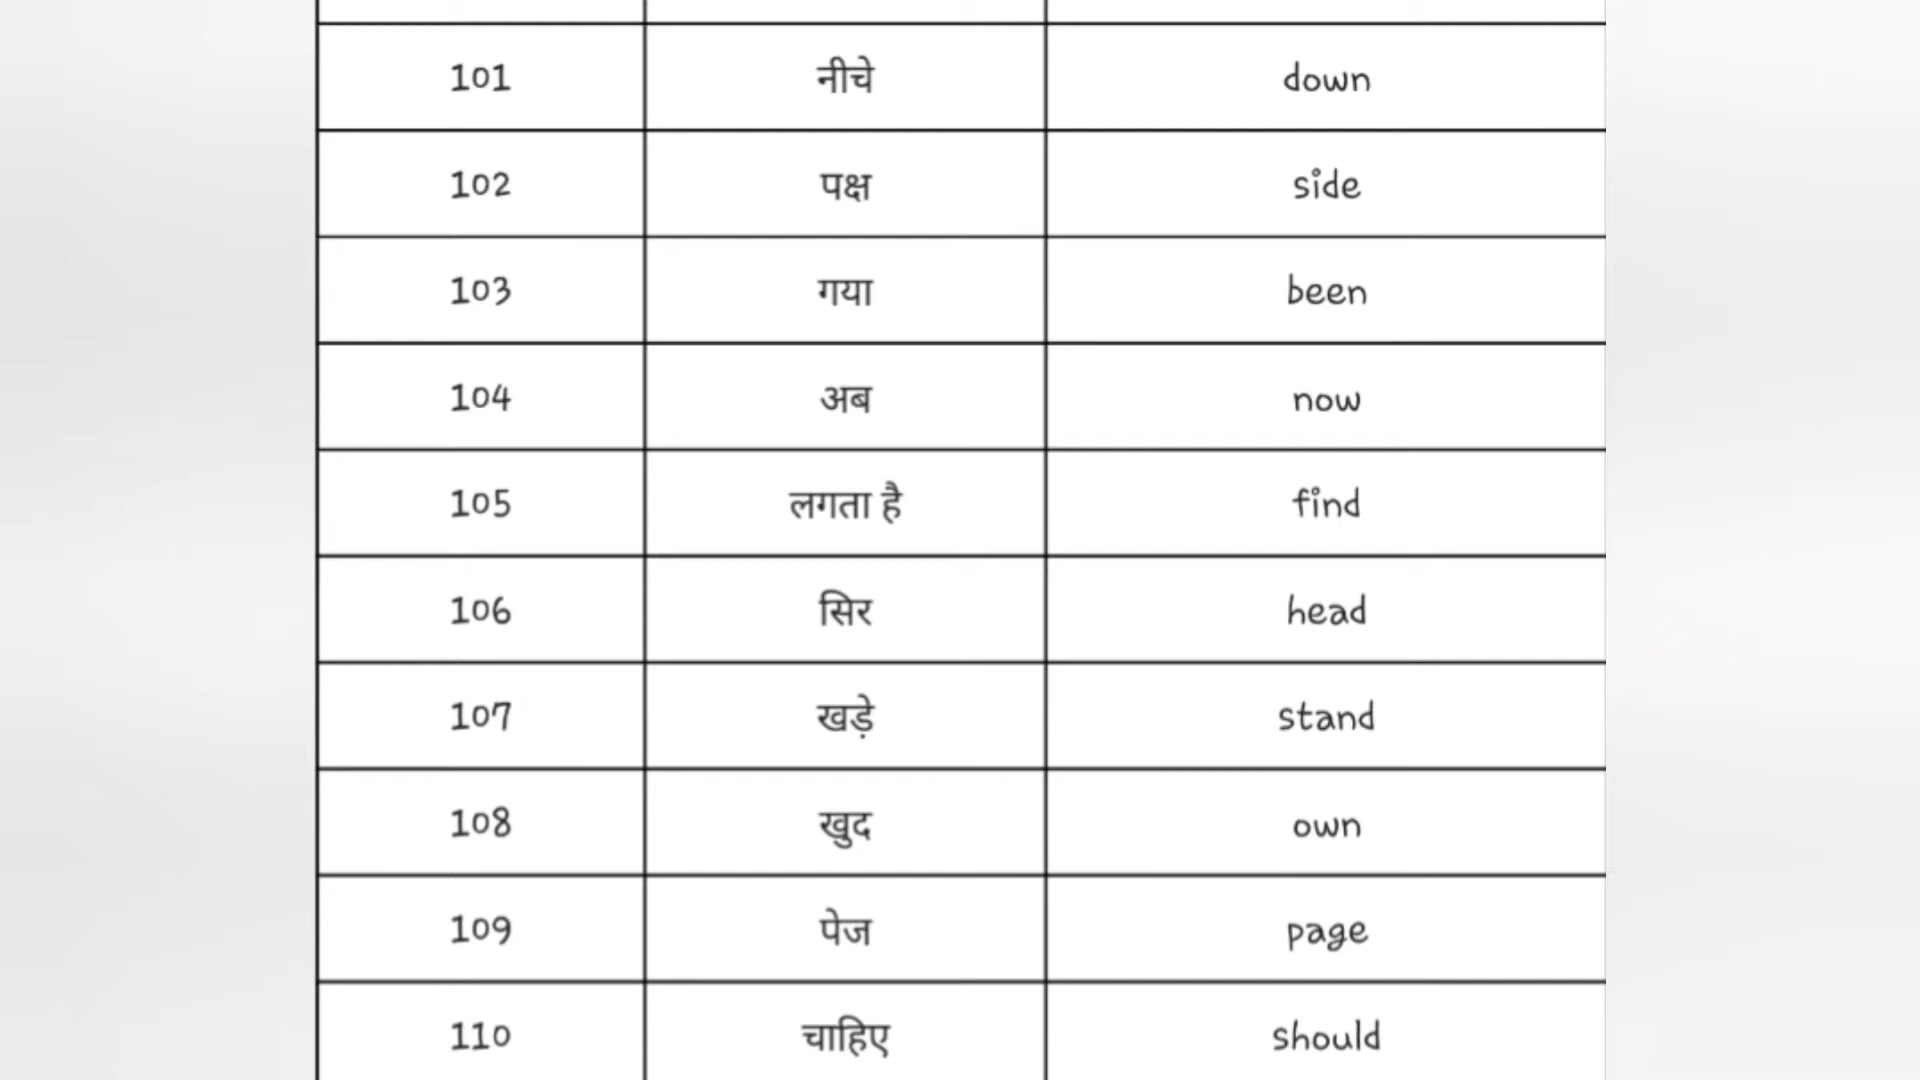 101 नीचे down
102 पक्ष side
103 गया been
104 अब now
105 लगता है find
106 सिर head
107 खड़े stand
108 खुद own
109 पेज page
110 चाहिए should